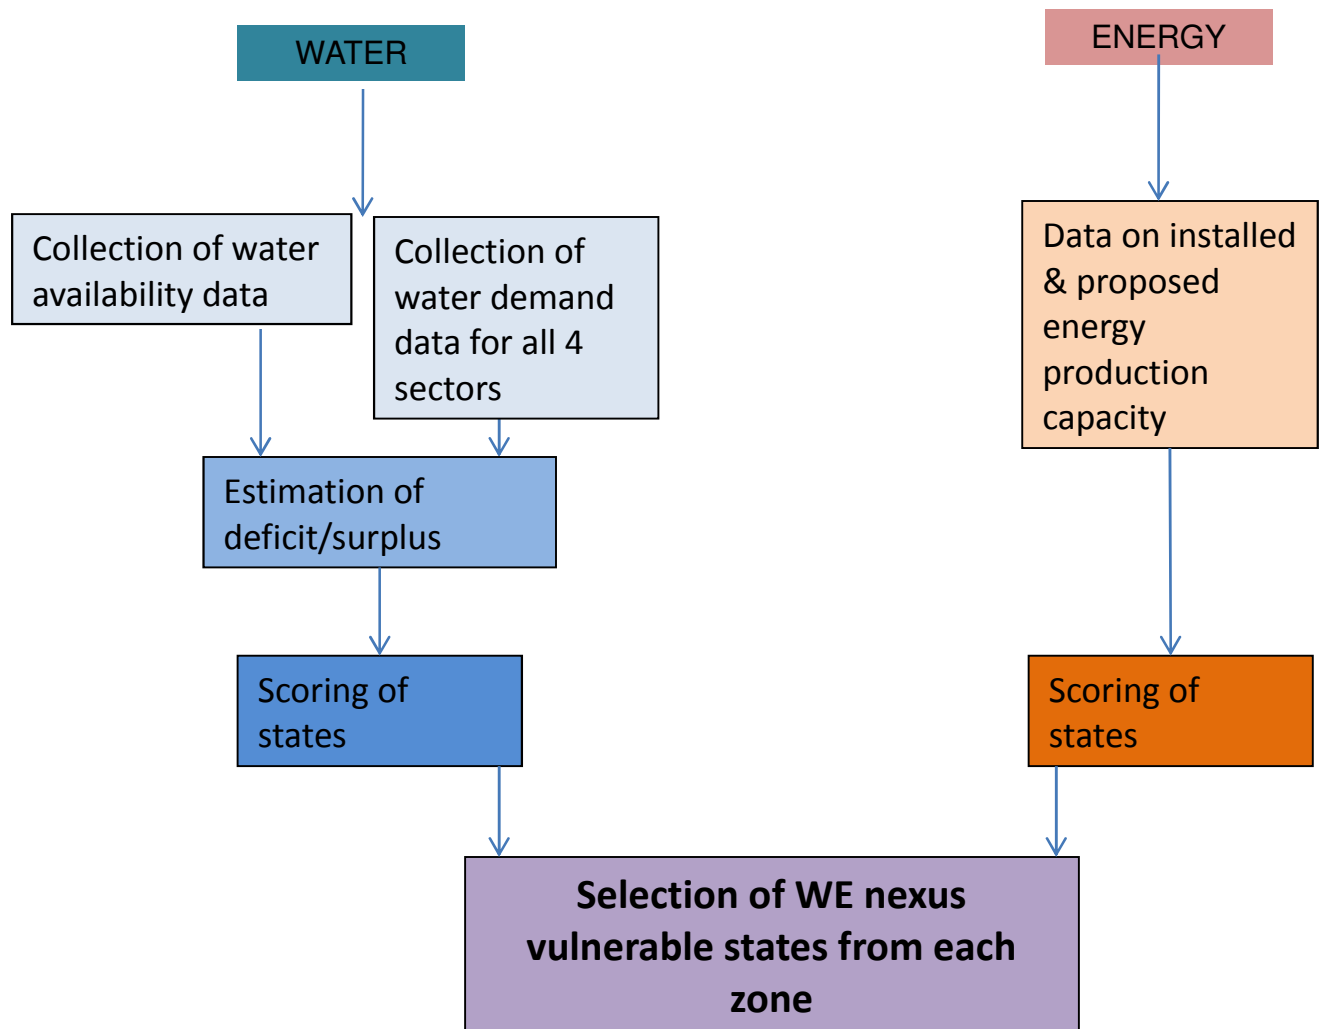 WATER
ENERGY
Collection of water
availability data
Collection of
water demand
data for all 4
sectors
Data on installed
& proposed
energy
production
capacity
Estimation of
deficit/surplus
Scoring of
states
Scoring of
states
Selection of WE nexus
vulnerable states from each
zone